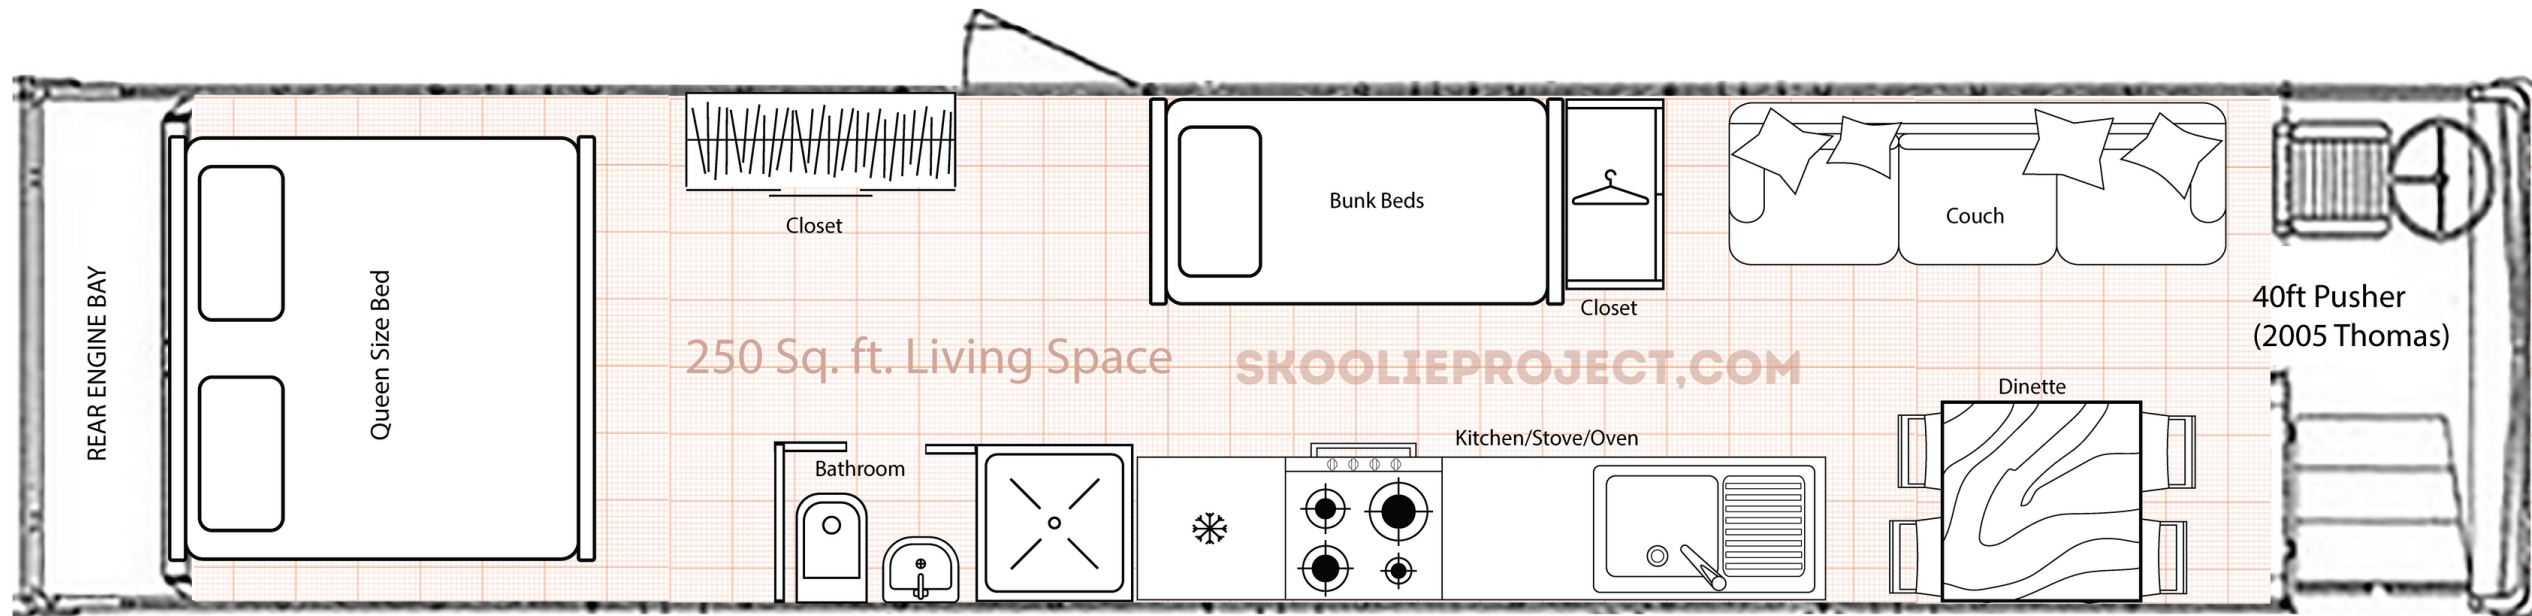 REAR ENGINE BAY
Queen Size Bed
Closet
Bunk Beds
Closet
Couch
40ft Pusher
(2005 Thomas)
250 Sq. ft. Living Space
SKOOLIEPROJECT.COM
Dinette
Kitchen/Stove/Oven
Bathroom